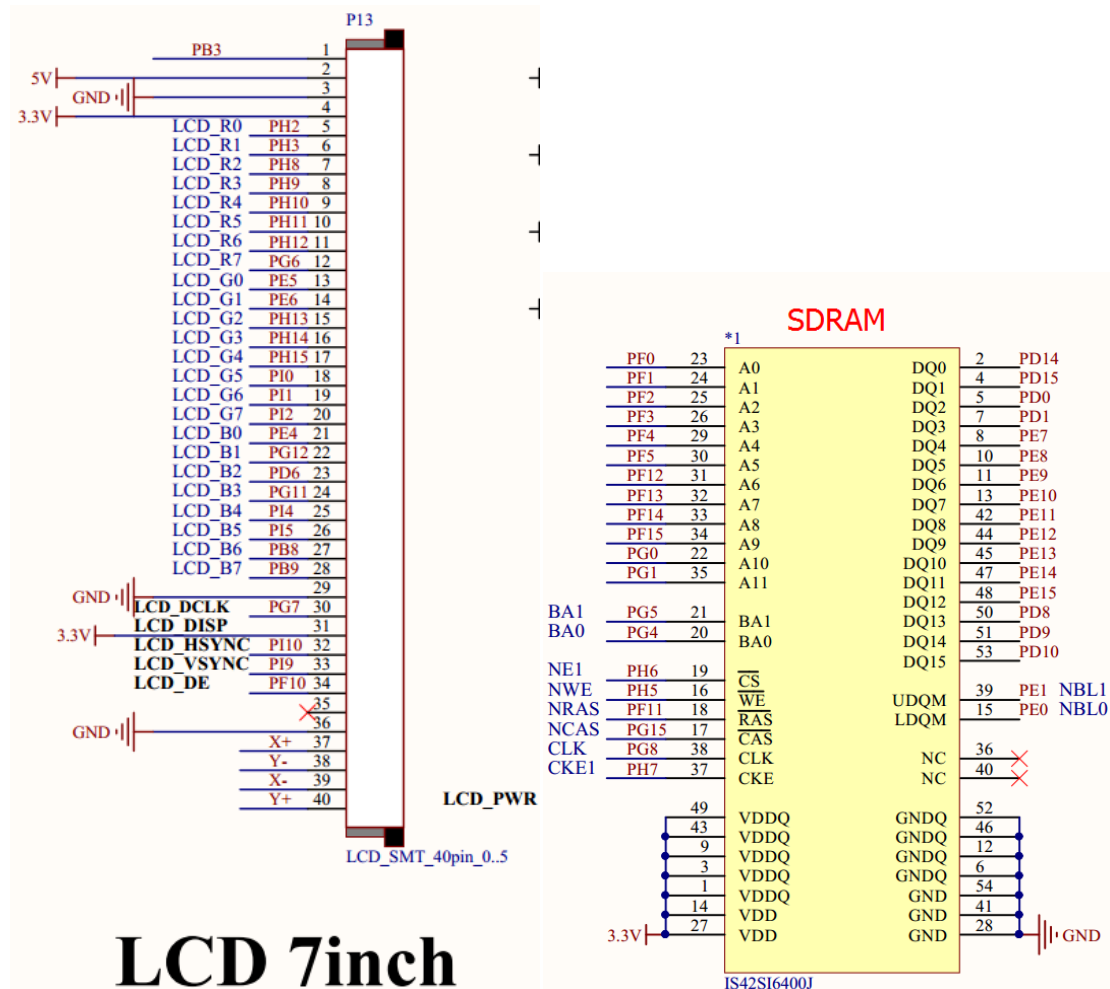 P13
PB3 1
5V 2
GND 3
3.3V 4
LCD_R0 PH2 5
LCD_R1 PH3 6
LCD_R2 PH8 7
LCD_R3 PH9 8
LCD_R4 PH10 9
LCD_R5 PH11 10
LCD_R6 PH12 11
LCD_R7 PG6 12
LCD_G0 PE5 13
LCD_G1 PE6 14
LCD_G2 PH13 15
LCD_G3 PH14 16
LCD_G4 PH15 17
LCD_G5 PI0 18
LCD_G6 PI1 19
LCD_G7 PI2 20
LCD_B0 PE4 21
LCD_B1 PG12 22
LCD_B2 PD6 23
LCD_B3 PG11 24
LCD_B4 PI4 25
LCD_B5 PI5 26
LCD_B6 PB8 27
LCD_B7 PB9 28
GND 29
LCD_DCLK PG7 30
LCD_DISP 31
3.3V
LCD_HSYNC PI10 32
LCD_VSYNC PI9 33
LCD_DE PF10 34
35
GND 36
X+ 37
Y- 38
X- 39
Y+ 40
LCD_PWR
LCD_SMT_40pin_0..5
LCD 7inch
SDRAM
*1
PF0 23 A0 DQ0 2 PD14
PF1 24 A1 DQ1 4 PD15
PF2 25 A2 DQ2 5 PD0
PF3 26 A3 DQ3 7 PD1
PF4 29 A4 DQ4 8 PE7
PF5 30 A5 DQ5 10 PE8
PF12 31 A6 DQ6 11 PE9
PF13 32 A7 DQ7 13 PE10
PF14 33 A8 DQ8 42 PE11
PF15 34 A9 DQ9 44 PE12
PG0 22 A10 DQ10 45 PE13
PG1 35 A11 DQ11 47 PE14
DQ12 48 PE15
BA1 PG5 21 BA1 DQ13 50 PD8
BA0 PG4 20 BA0 DQ14 51 PD9
DQ15 53 PD10
NE1 PH6 19 CS
NWE PH5 16 WE UDQM 39 PE1 NBL1
NRAS PF11 18 RAS LDQM 15 PE0 NBL0
NCAS PG15 17 CAS
CLK PG8 38 CLK NC 36
CKE1 PH7 37 CKE NC 40
49 VDDQ GNDQ 52
43 VDDQ GNDQ 46
9 VDDQ GNDQ 12
3 VDDQ GNDQ 6
1 VDDQ GND 54
14 VDD GND 41
3.3V 27 VDD GND 28 GND
IS42SI6400J